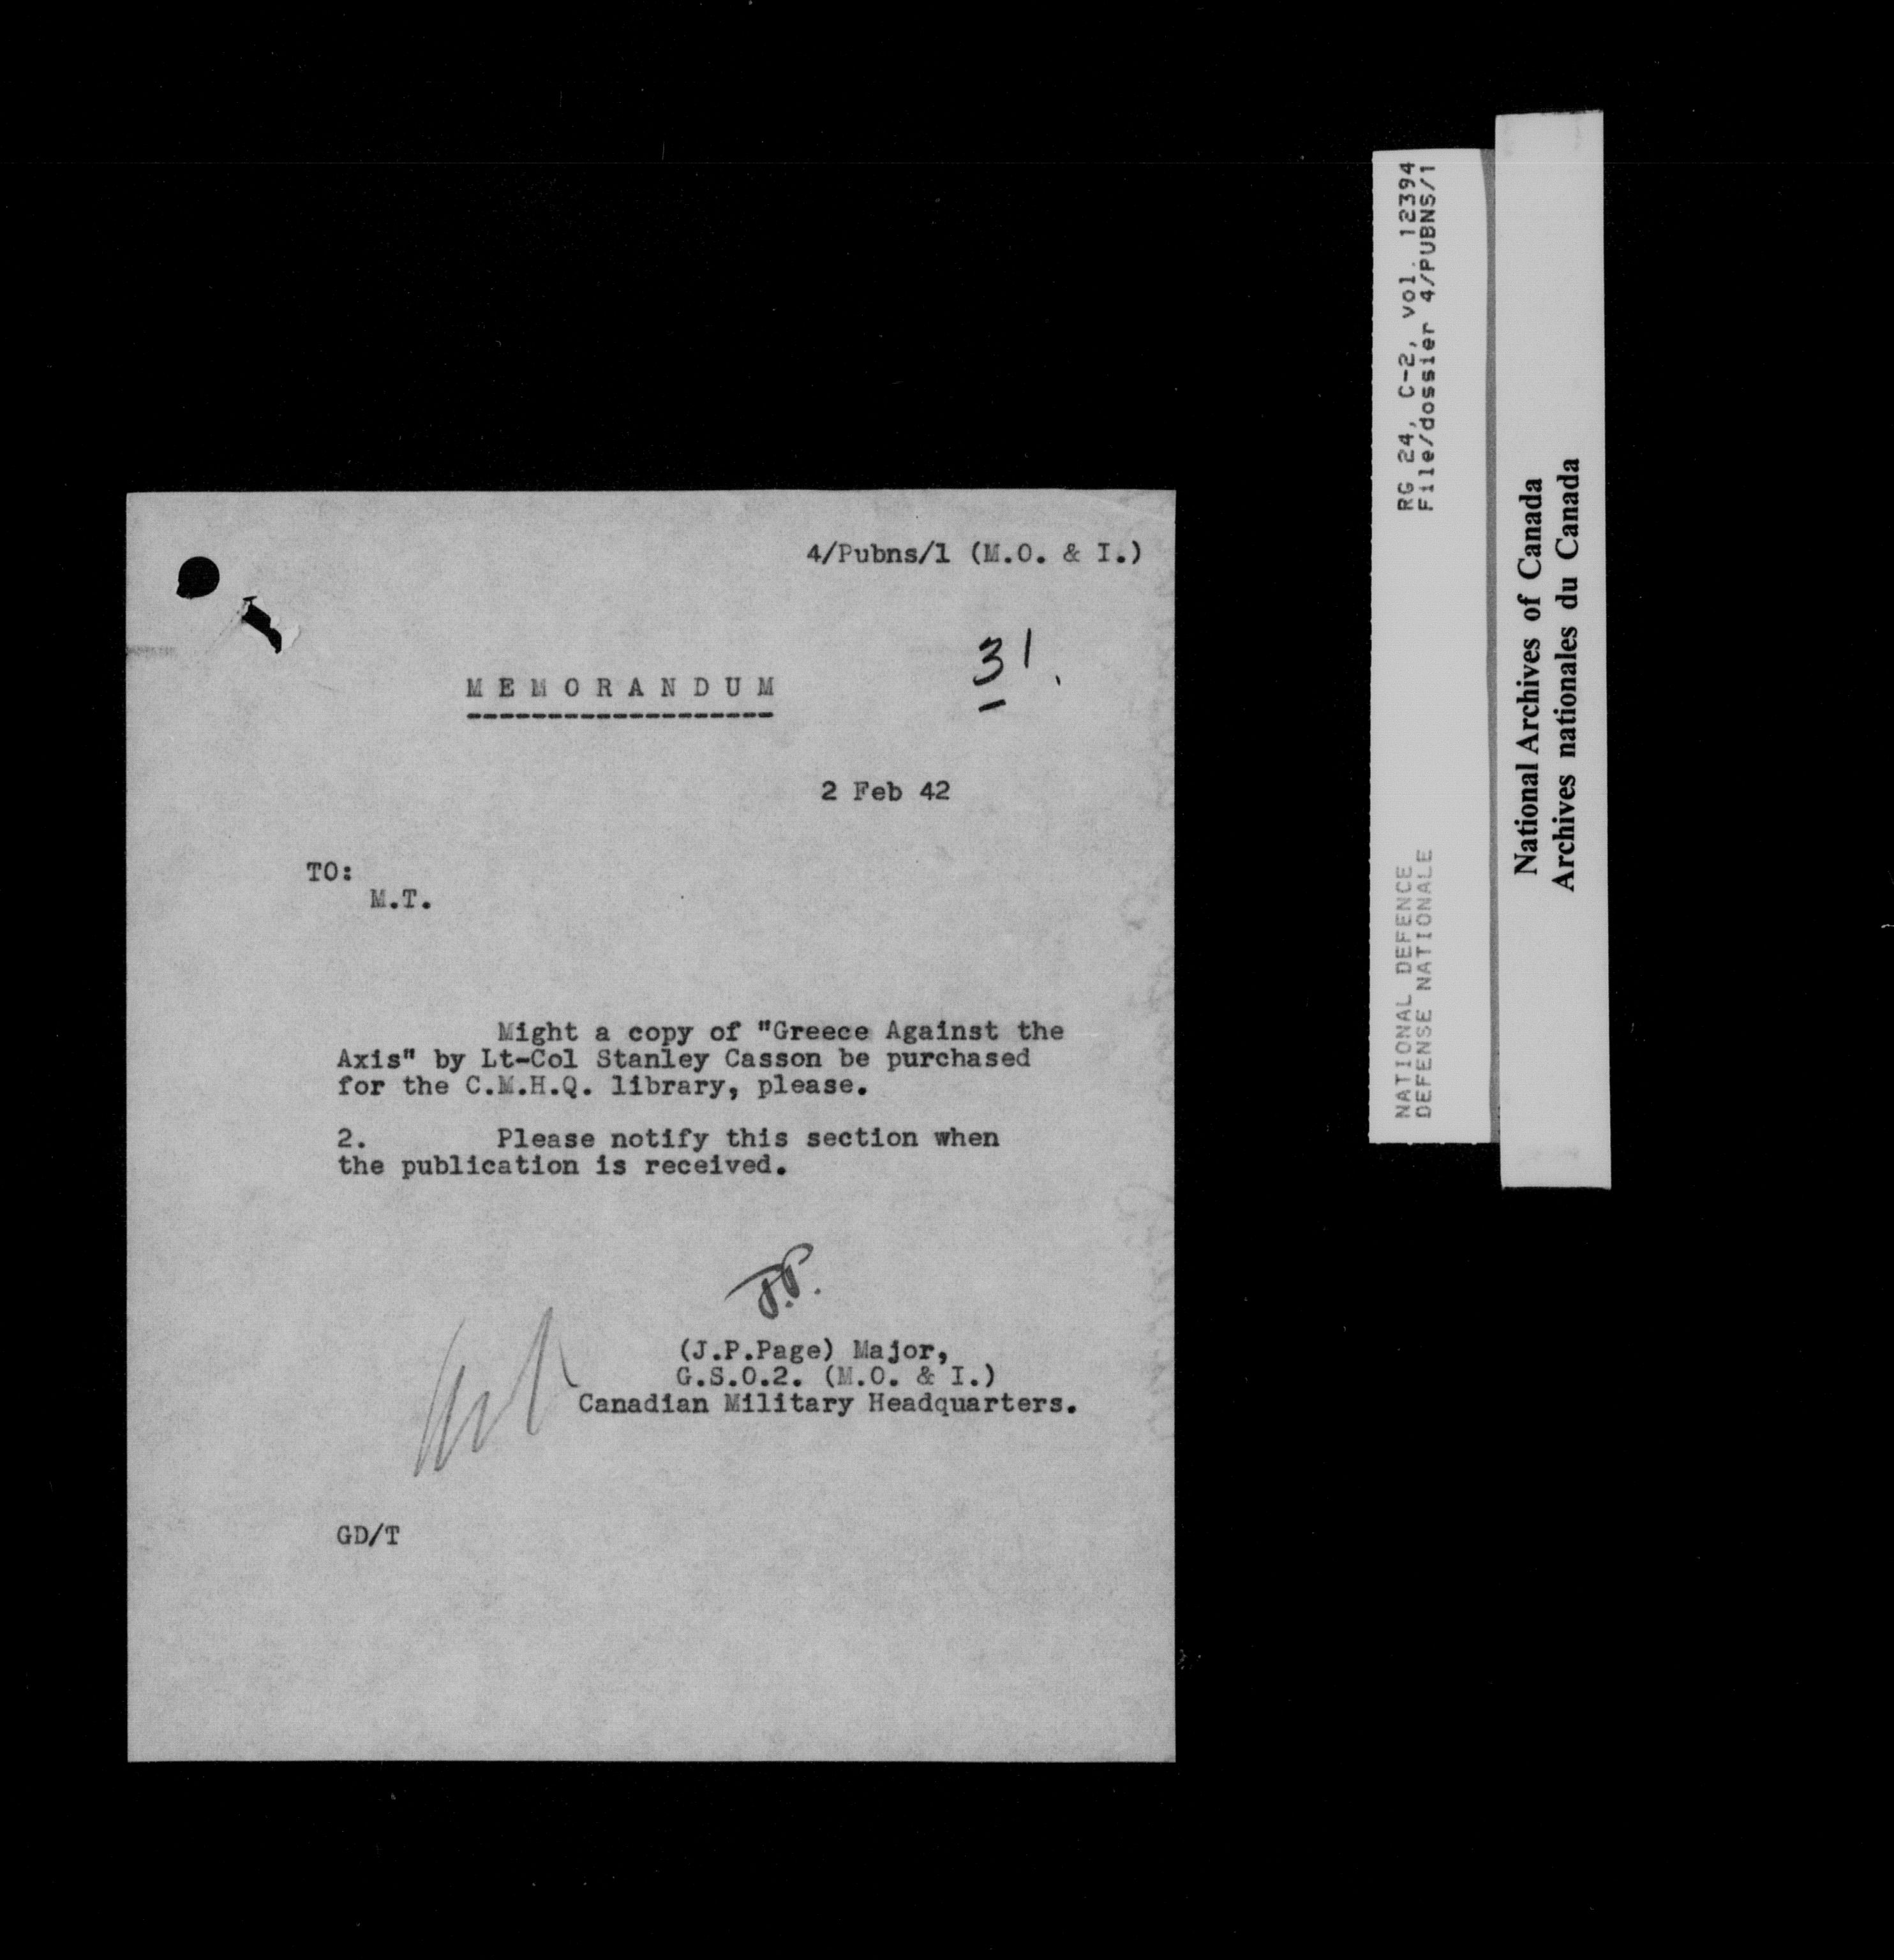 4/Pubns/1 (M.O. & I.)
31.
MEMORANDUM
2 Feb 42
TO:
M.T.
Might a copy of "Greece Against the
Axis" by Lt-Col Stanley Casson be purchased
for the C.M.H.Q. library, please.
2. Please notify this section when
the publication is received.
J.P.
(J.P.Page) Major,
G.S.O.2. (M.O. & I.)
Canadian Military Headquarters.
GD/T
NATIONAL DEFENCE RG 24, C-2, vol. 12394
DEFENSE NATIONALE File/dossier 4/PUBNS/1
National Archives of Canada
Archives nationales du Canada